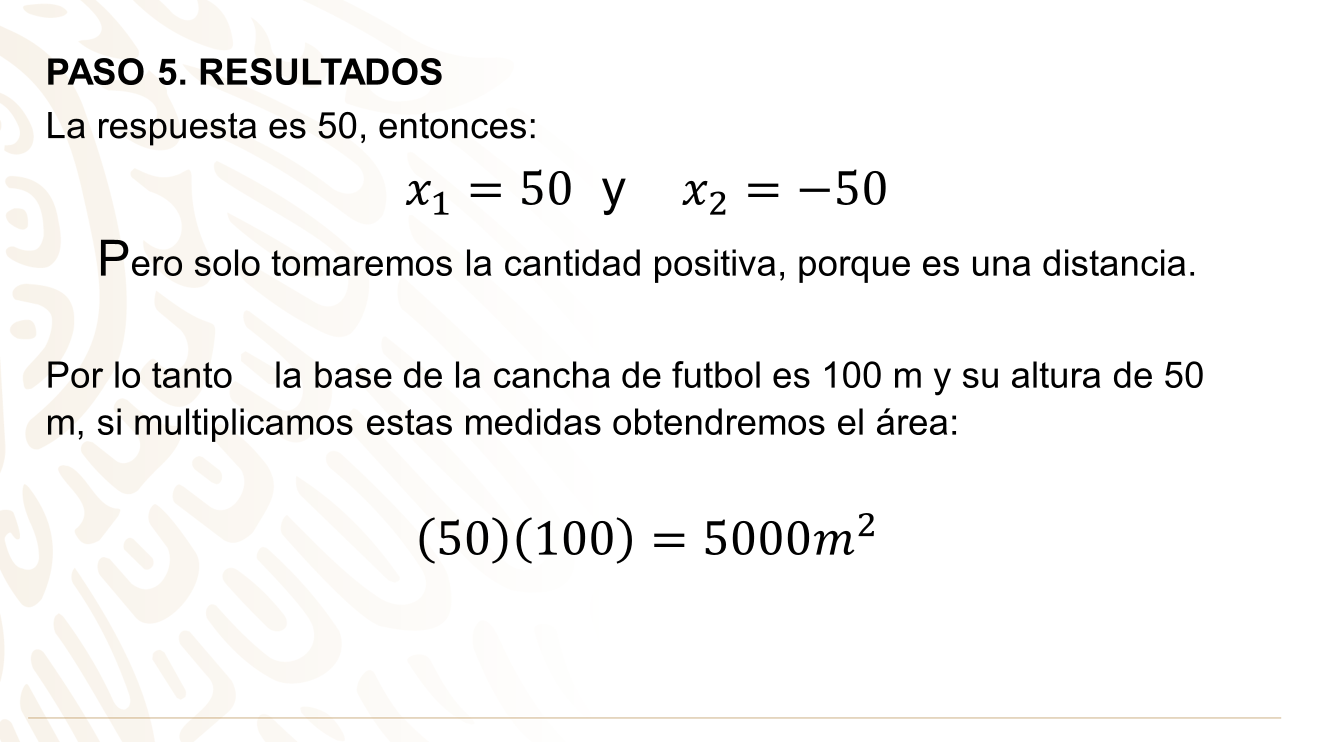 PASO 5. RESULTADOS
La respuesta es 50, entonces:
x₁ = 50 y x₂ = −50
Pero solo tomaremos la cantidad positiva, porque es una distancia.
Por lo tanto la base de la cancha de futbol es 100 m y su altura de 50
m, si multiplicamos estas medidas obtendremos el área:
(50)(100) = 5000m²